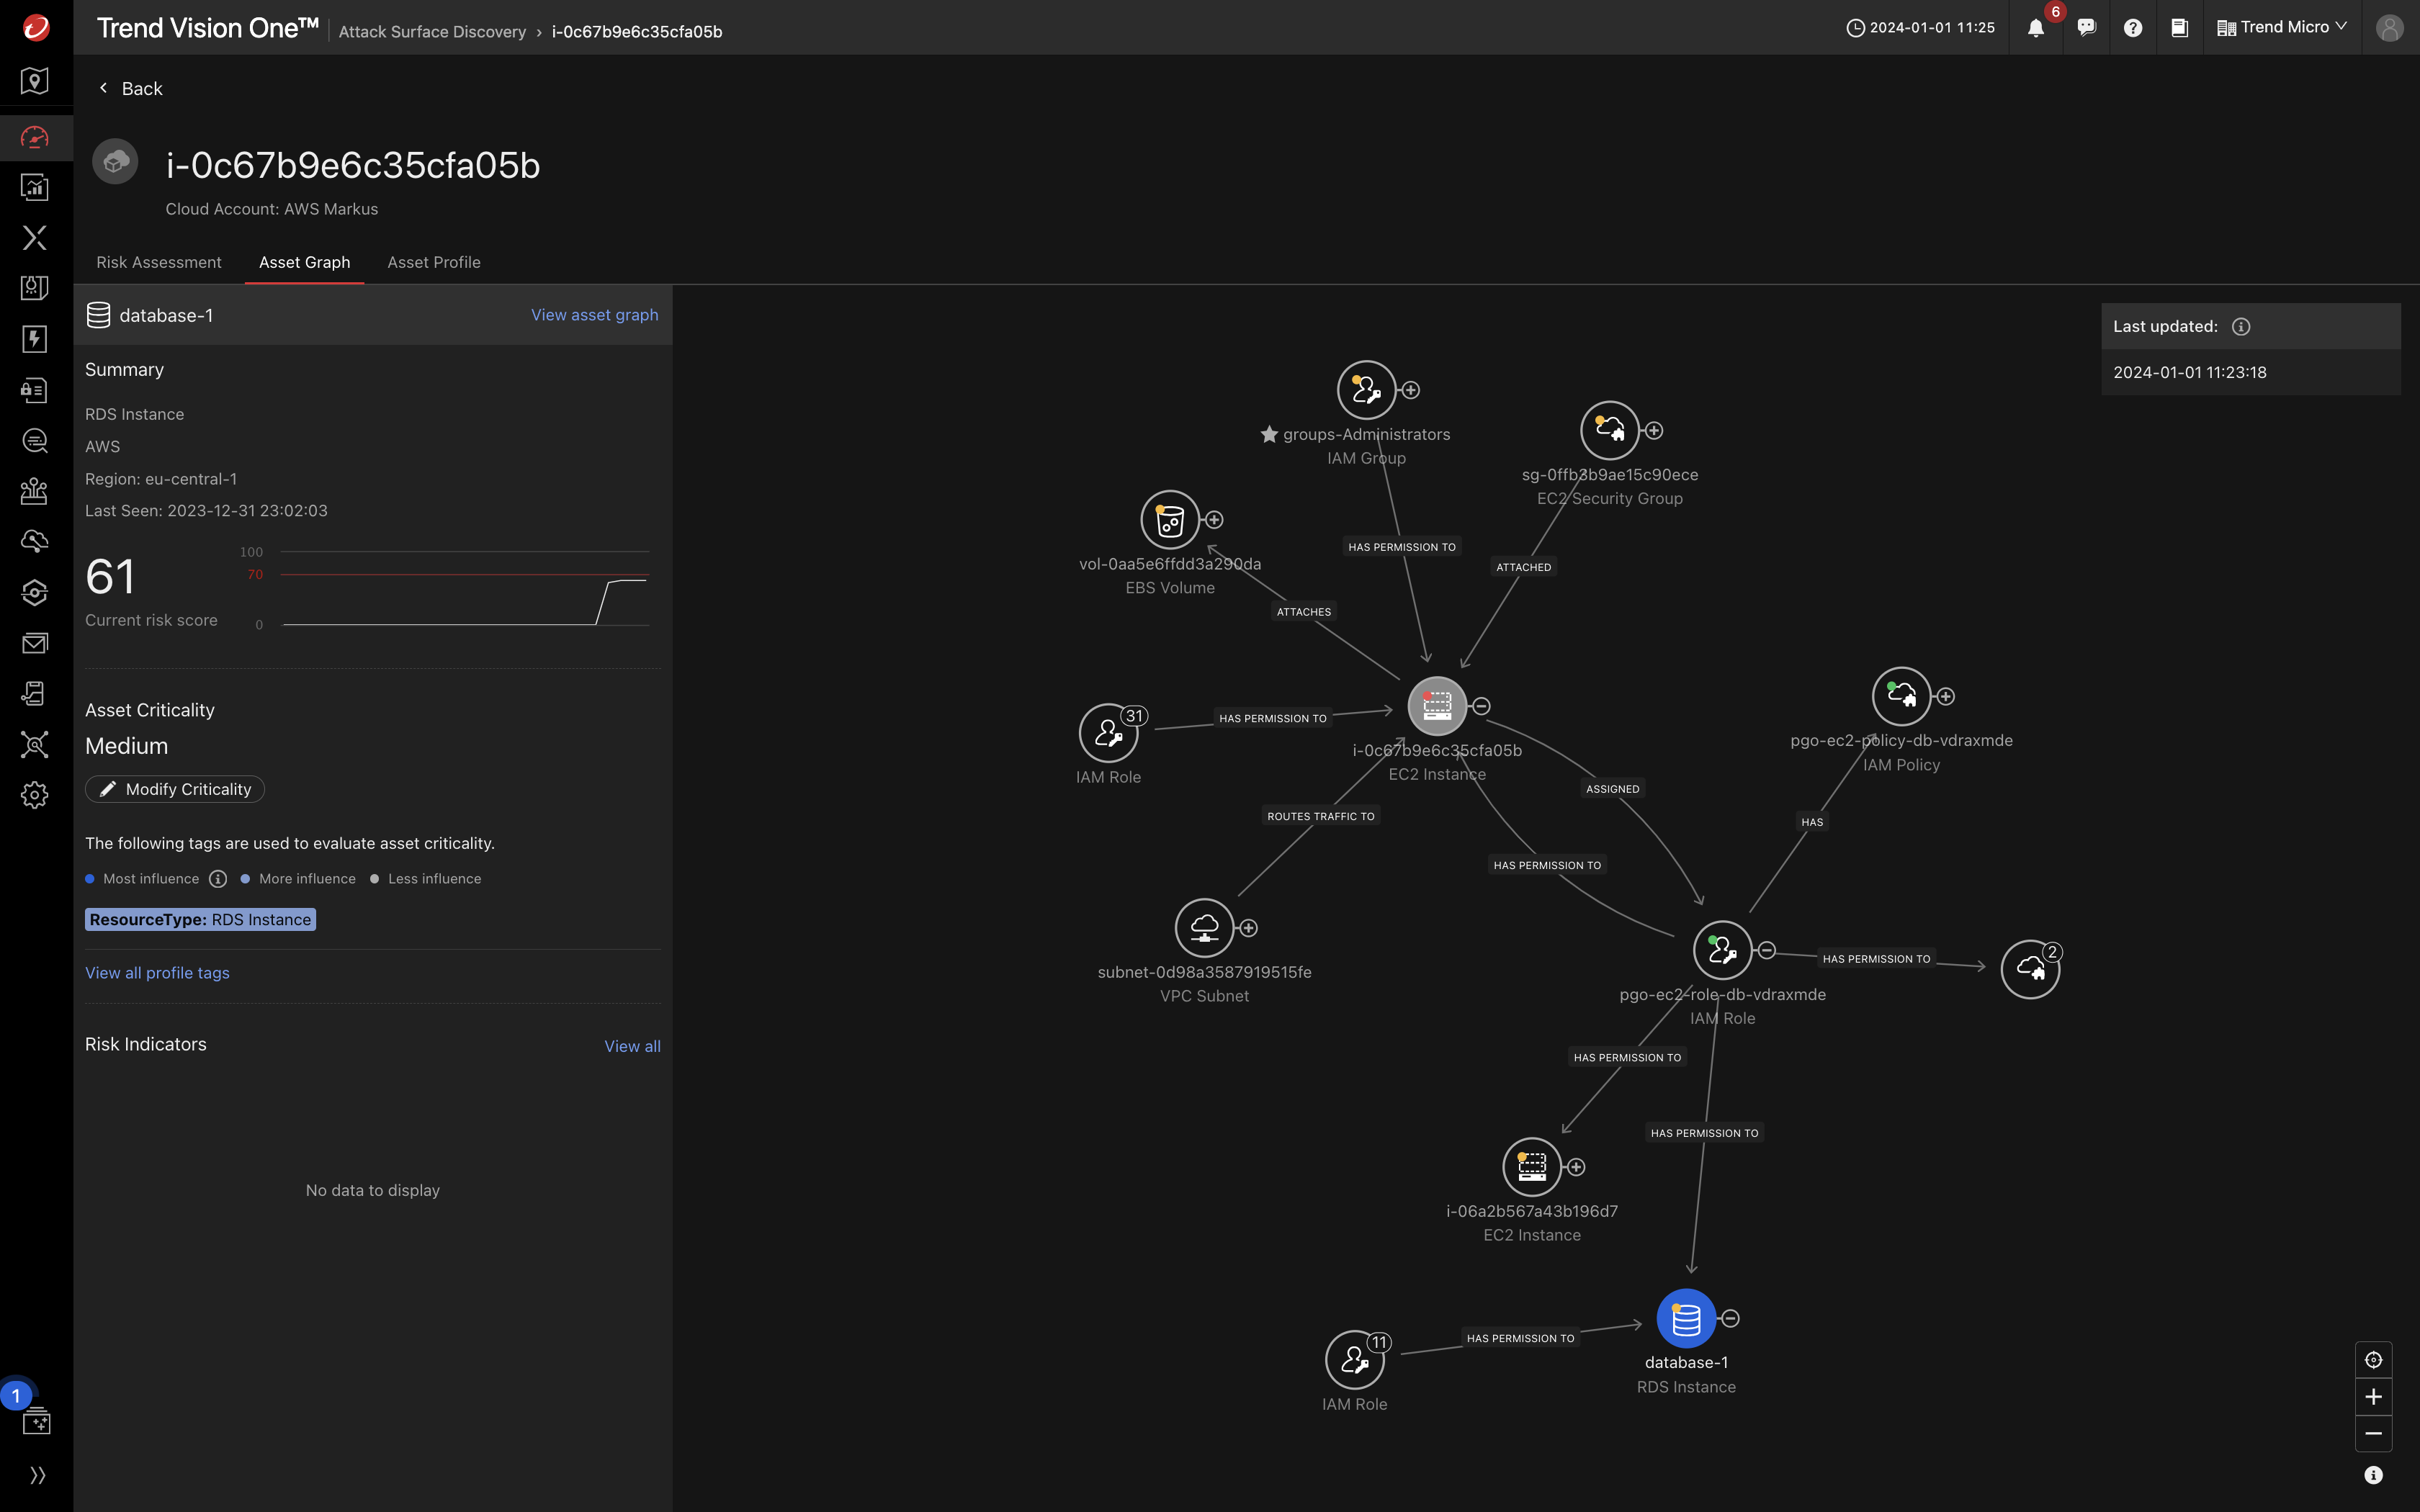 Trend Vision One™
Attack Surface Discovery › i-0c67b9e6c35cfa05b
2024-01-01 11:25
6
Trend Micro
Back
i-0c67b9e6c35cfa05b
Cloud Account: AWS Markus
Risk Assessment
Asset Graph
Asset Profile
database-1
View asset graph
Summary
RDS Instance
AWS
Region: eu-central-1
Last Seen: 2023-12-31 23:02:03
61
Current risk score
100
70
0
Asset Criticality
Medium
Modify Criticality
The following tags are used to evaluate asset criticality.
Most influence
More influence
Less influence
ResourceType: RDS Instance
View all profile tags
Risk Indicators
View all
No data to display
1
Last updated:
2024-01-01 11:23:18
groups-Administrators
IAM Group
sg-0ffb3b9ae15c90ece
EC2 Security Group
vol-0aa5e6ffdd3a290da
EBS Volume
HAS PERMISSION TO
ATTACHED
ATTACHES
31
IAM Role
HAS PERMISSION TO
i-0c67b9e6c35cfa05b
EC2 Instance
pgo-ec2-policy-db-vdraxmde
IAM Policy
ASSIGNED
ROUTES TRAFFIC TO
HAS
HAS PERMISSION TO
subnet-0d98a3587919515fe
VPC Subnet
pgo-ec2-role-db-vdraxmde
IAM Role
HAS PERMISSION TO
2
HAS PERMISSION TO
HAS PERMISSION TO
i-06a2b567a43b196d7
EC2 Instance
11
IAM Role
HAS PERMISSION TO
database-1
RDS Instance